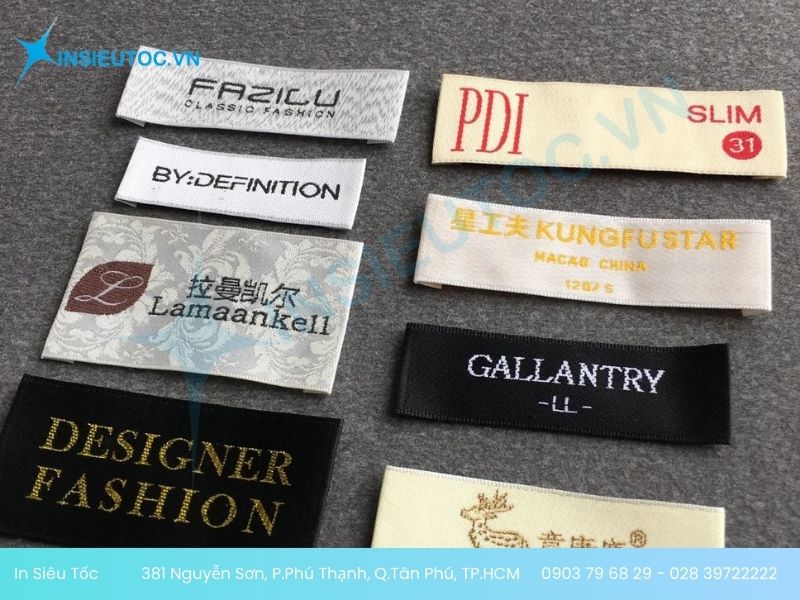 INSIEUTOC.VN
FAZICU
CLASSIC FASHION
BY:DEFINITION
拉曼凯尔
Lamaankell
DESIGNER
FASHION
PDI
SLIM
31
星工夫 KUNGFUSTAR
MACAO CHINA
120/S
GALLANTRY
-LL-
INSIEUTOC.VN
In Siêu Tốc 381 Nguyễn Sơn, P.Phú Thạnh, Q.Tân Phú, TP.HCM 0903 79 68 29 - 028 39722222